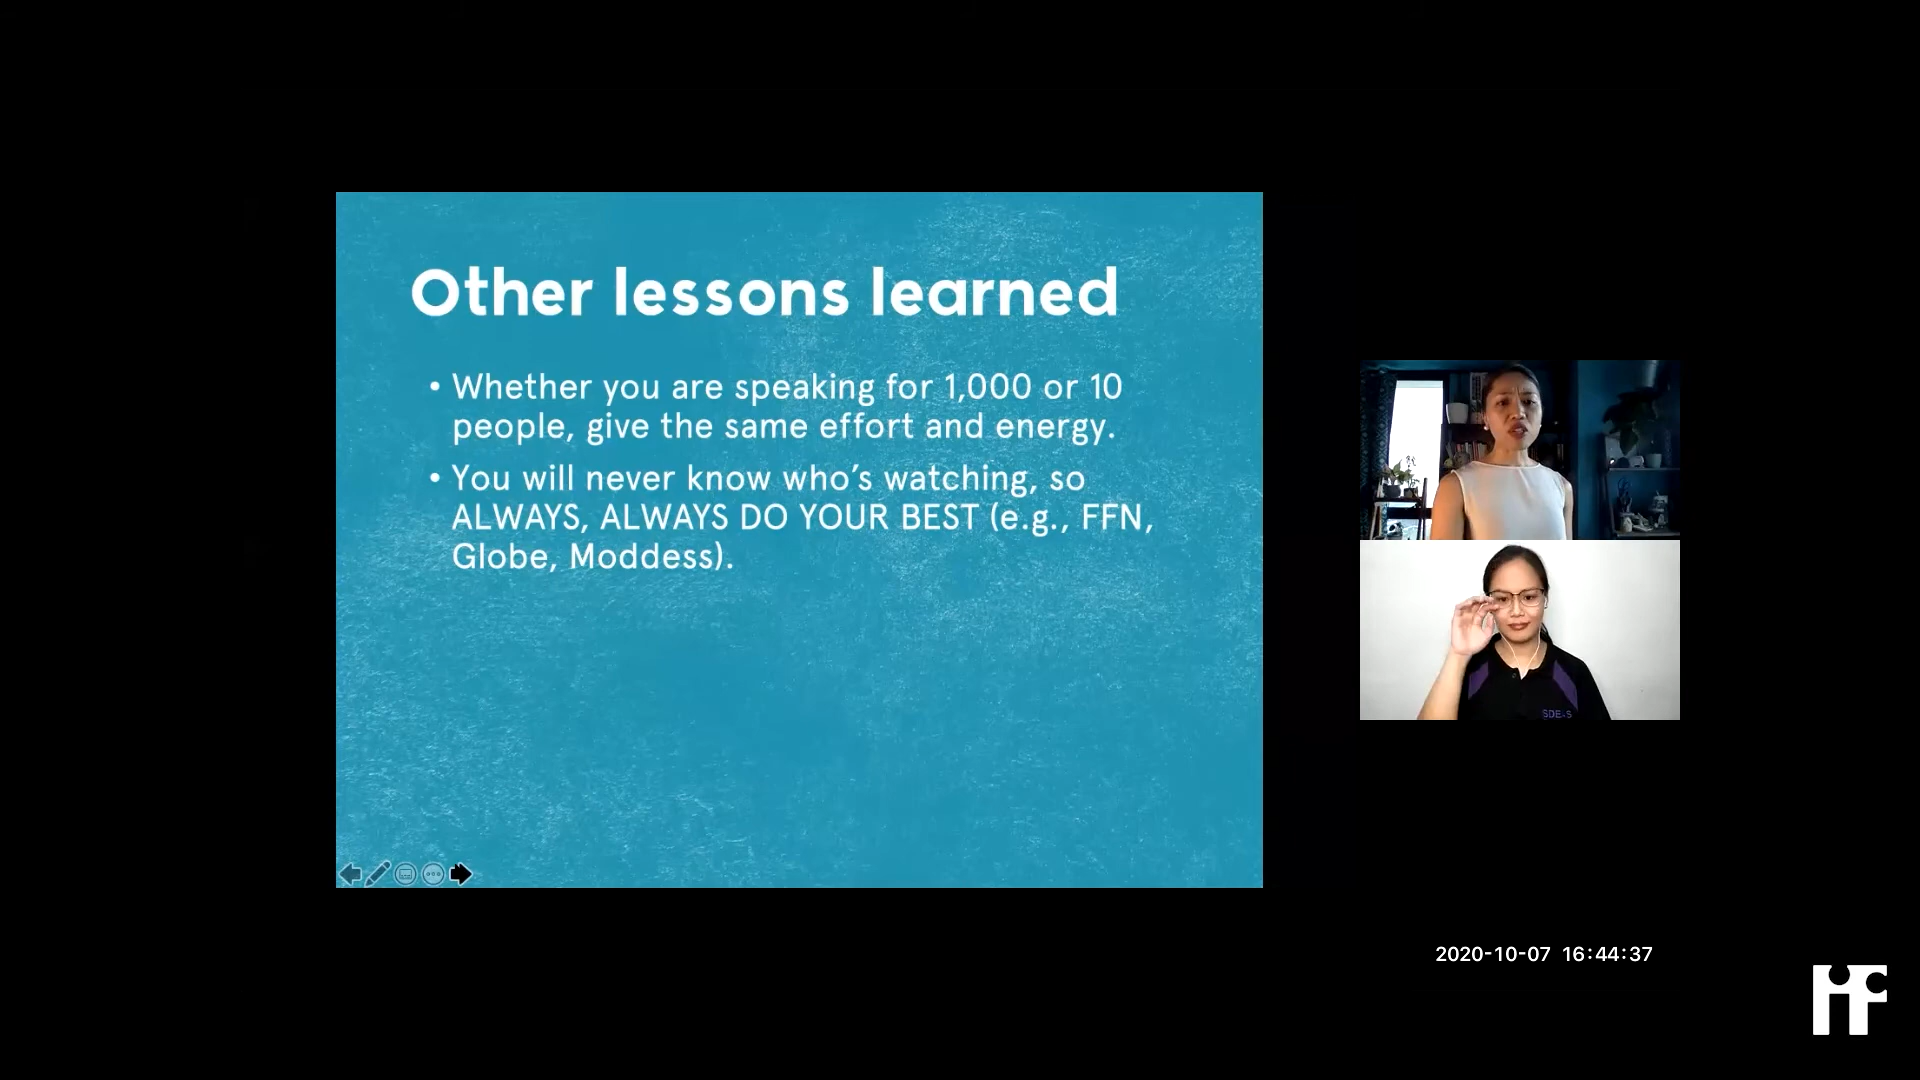 Other lessons learned
• Whether you are speaking for 1,000 or 10
people, give the same effort and energy.
• You will never know who's watching, so
ALWAYS, ALWAYS DO YOUR BEST (e.g., FFN,
Globe, Moddess).
SDE-S
2020-10-07 16:44:37